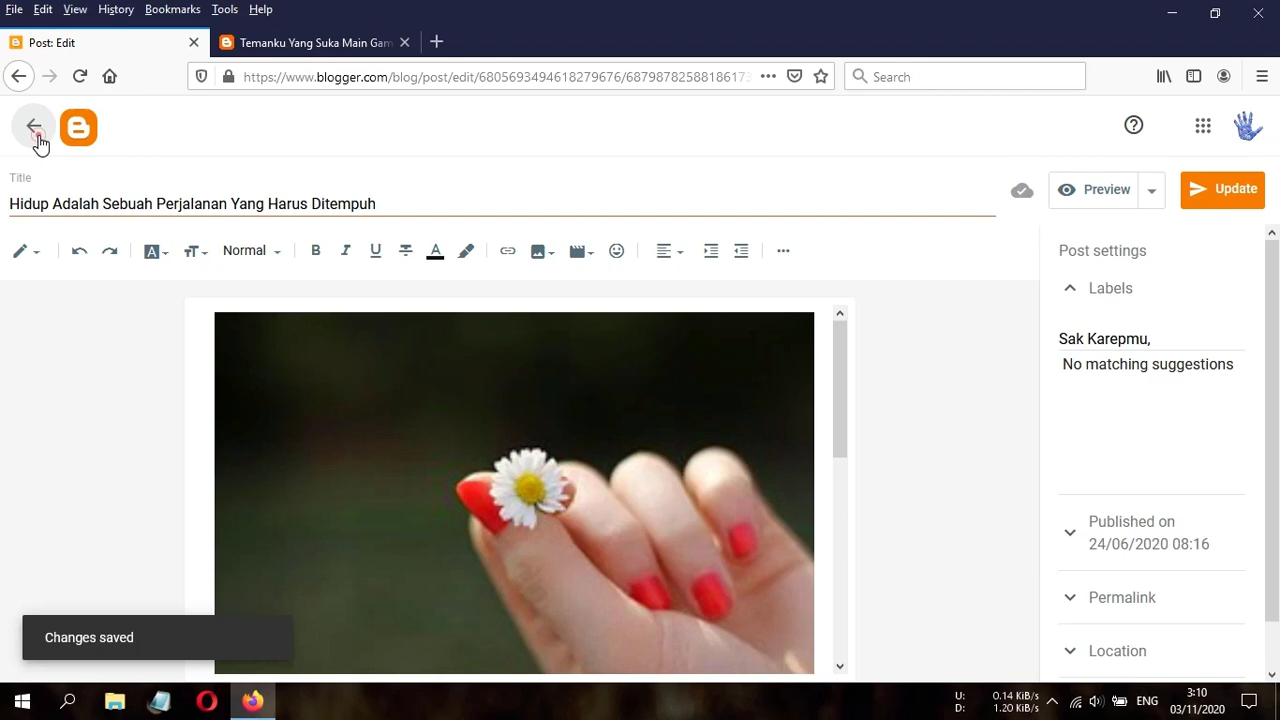 File Edit View History Bookmarks Tools Help
Post: Edit
Temanku Yang Suka Main Gam
https://www.blogger.com/blog/post/edit/6805693494618279676/68798782588186173
Search
Title
Hidup Adalah Sebuah Perjalanan Yang Harus Ditempuh
Preview
Update
Normal
B I U A
Post settings
Labels
Sak Karepmu,
No matching suggestions
Published on
24/06/2020 08:16
Permalink
Location
Changes saved
U: 0.14 KiB/s
D: 1.20 KiB/s
ENG
3:10
03/11/2020